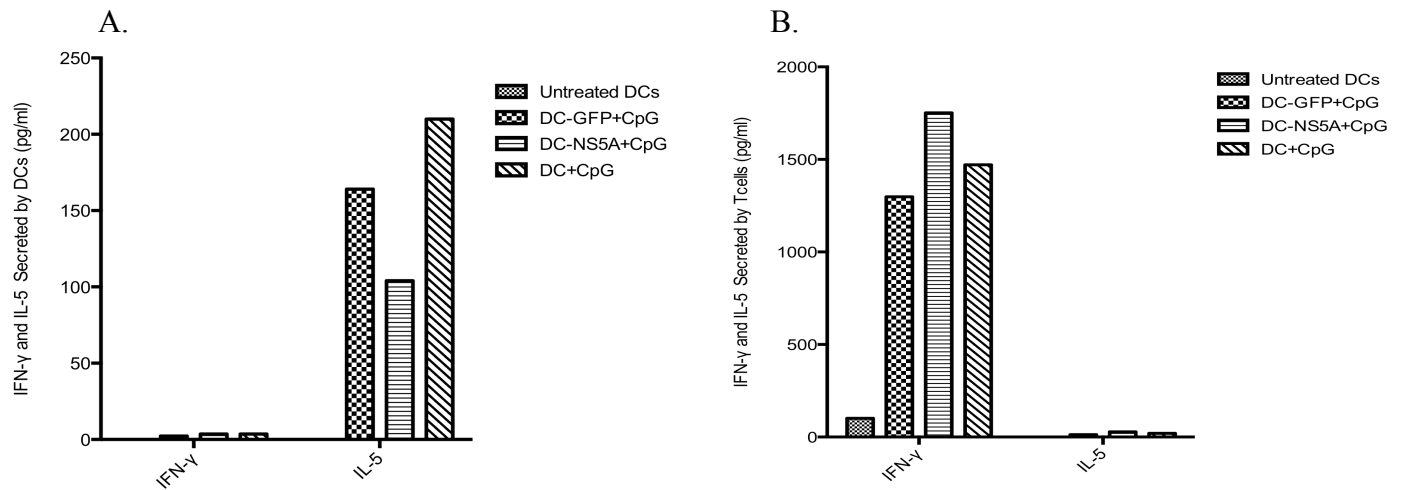 A.
IFN-γ and IL-5 Secreted by DCs (pg/ml)
250
200
150
100
50
0
IFN-γ
IL-5
Untreated DCs
DC-GFP+CpG
DC-NS5A+CpG
DC+CpG
B.
IFN-γ and IL-5 Secreted by Tcells (pg/ml)
2000
1500
1000
500
0
IFN-γ
IL-5
Untreated DCs
DC-GFP+CpG
DC-NS5A+CpG
DC+CpG